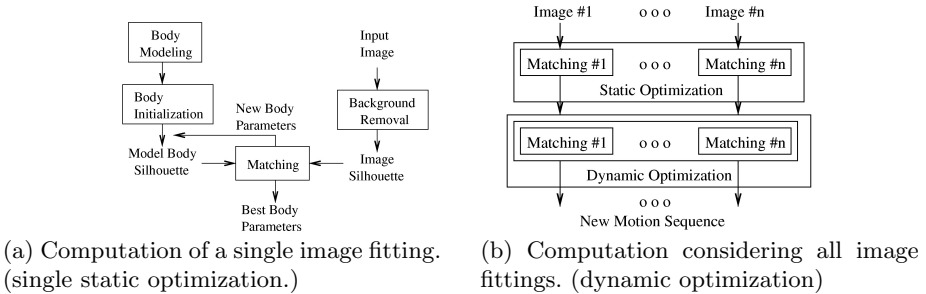 Body
Modeling
Input
Image
Body
Initialization
New Body
Parameters
Background
Removal
Model Body
Silhouette
Matching
Image
Silhouette
Best Body
Parameters
(a) Computation of a single image fitting.
(single static optimization.)
Image #1 o o o Image #n
Matching #1 o o o Matching #n
Static Optimization
Matching #1 o o o Matching #n
Dynamic Optimization
o o o
New Motion Sequence
(b) Computation considering all image
fittings. (dynamic optimization)